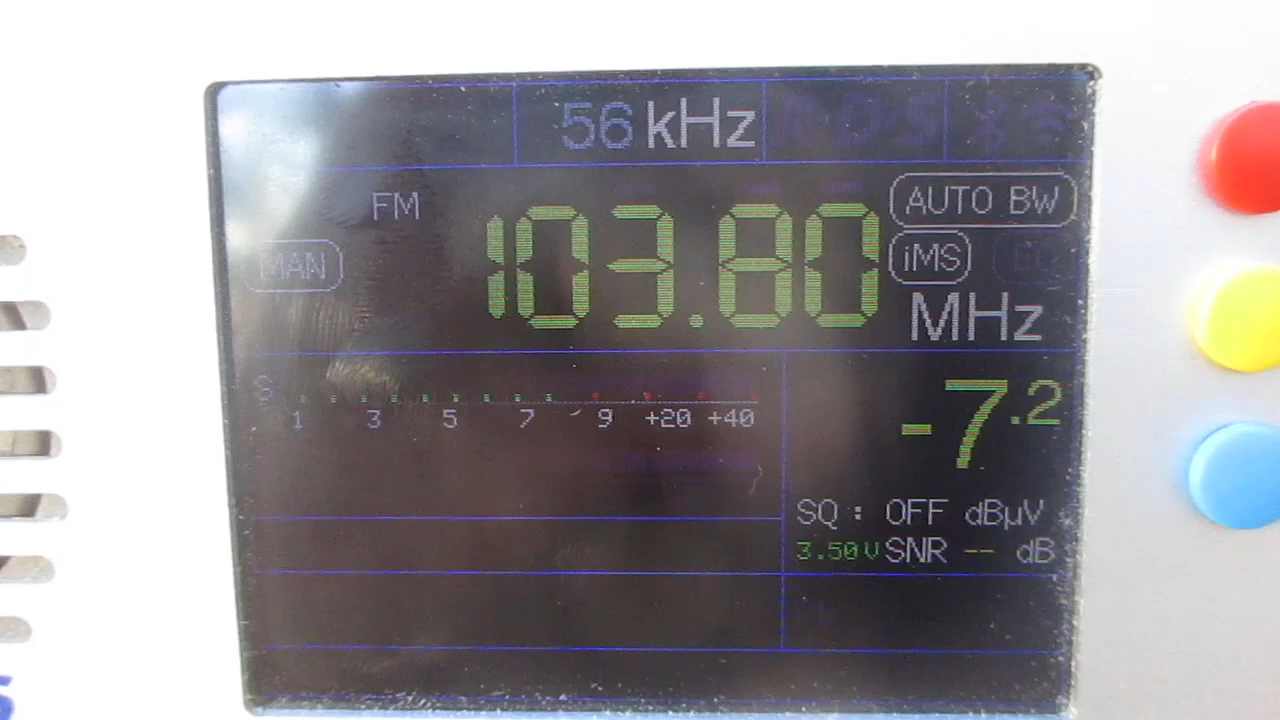 56 kHz RDS
FM 103.80 MHz
AUTO BW
MAN
iMS
S
1 3 5 7 9 +20 +40
-7.2
SQ : OFF dBµV
3.50V SNR -- dB